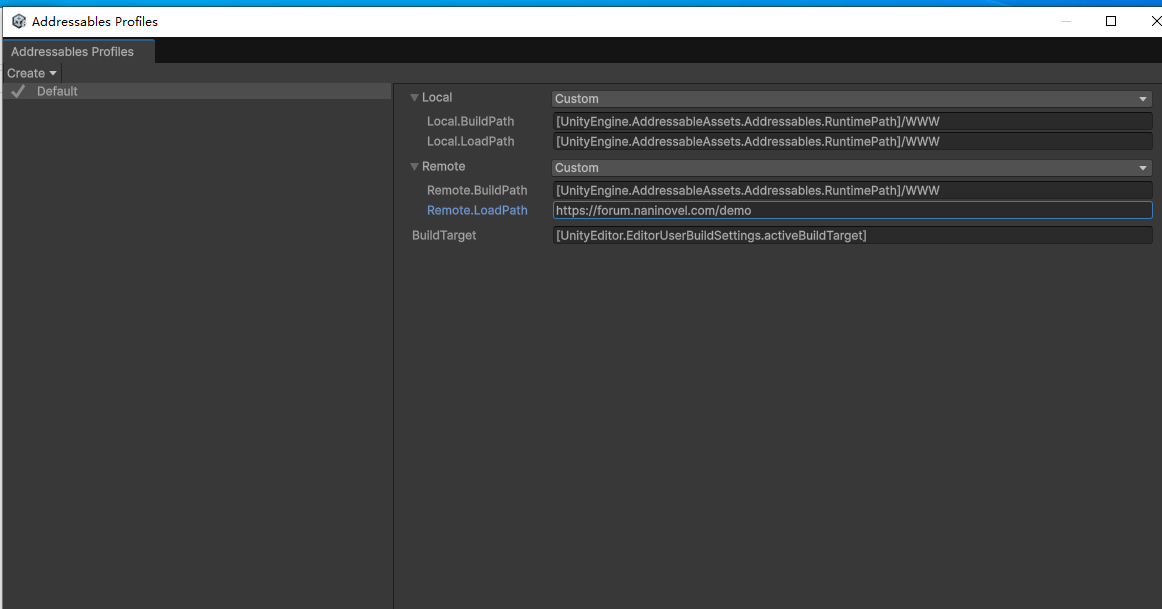 Addressables Profiles
Addressables Profiles
Create
Default
Local Custom
Local.BuildPath [UnityEngine.AddressableAssets.Addressables.RuntimePath]/WWW
Local.LoadPath [UnityEngine.AddressableAssets.Addressables.RuntimePath]/WWW
Remote Custom
Remote.BuildPath [UnityEngine.AddressableAssets.Addressables.RuntimePath]/WWW
Remote.LoadPath https://forum.naninovel.com/demo
BuildTarget [UnityEditor.EditorUserBuildSettings.activeBuildTarget]